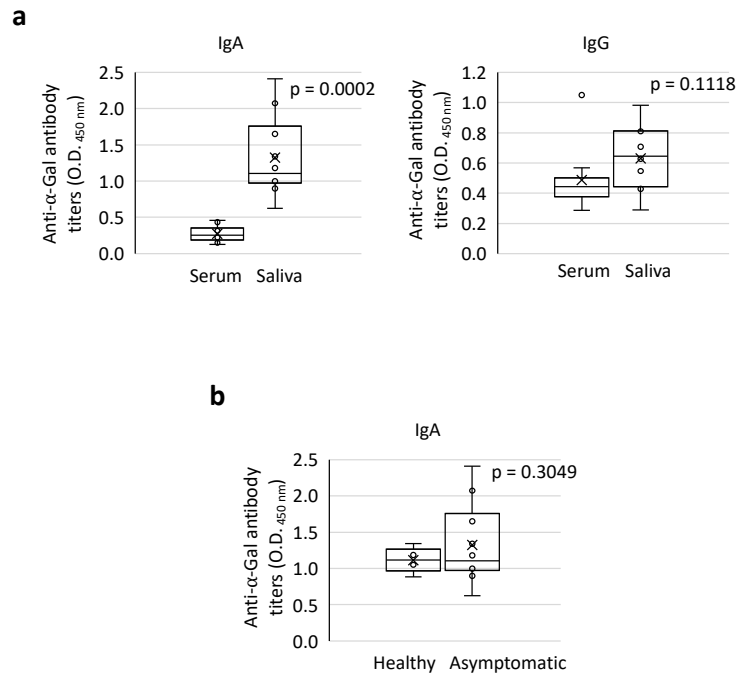 a
IgA
Anti-α-Gal antibody
titers (O.D. 450 nm)
2.5
2.0
1.5
1.0
0.5
0.0
p = 0.0002
Serum Saliva
IgG
Anti-α-Gal antibody
titers (O.D. 450 nm)
1.2
1.0
0.8
0.6
0.4
0.2
0.0
p = 0.1118
Serum Saliva
b
IgA
Anti-α-Gal antibody
titers (O.D. 450 nm)
2.5
2.0
1.5
1.0
0.5
0.0
p = 0.3049
Healthy Asymptomatic